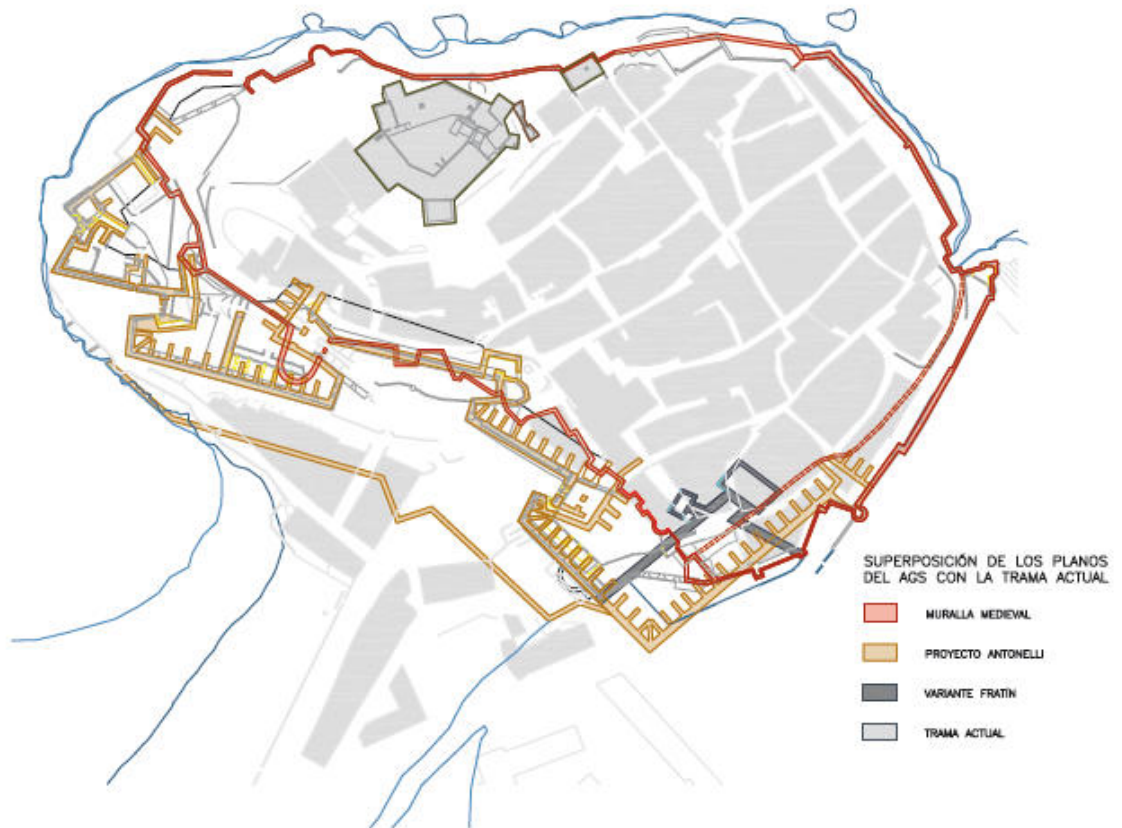 SUPERPOSICIÓN DE LOS PLANOS
DEL AGS CON LA TRAMA ACTUAL
MURALLA MEDIEVAL
PROYECTO ANTONELLI
VARIANTE FRATÍN
TRAMA ACTUAL